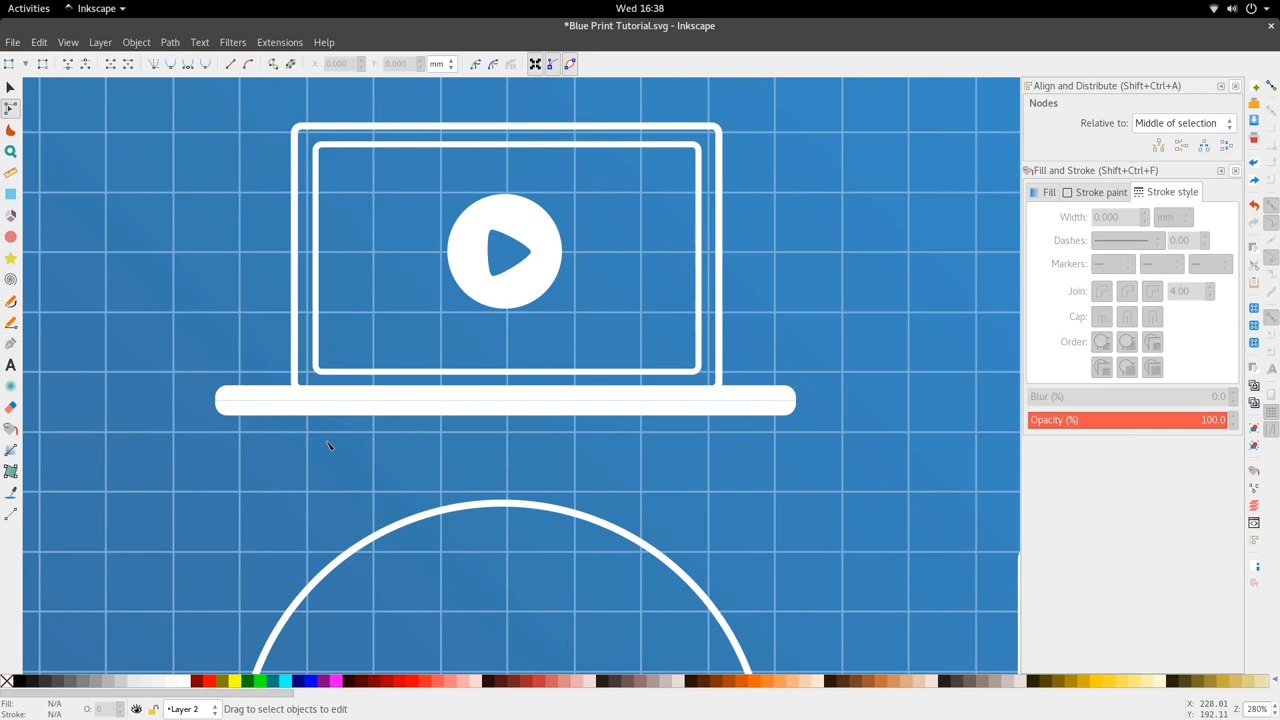 Activities Inkscape Wed 16:38
*Blue Print Tutorial.svg - Inkscape
File Edit View Layer Object Path Text Filters Extensions Help
X: 0.000 Y: 0.000 mm
Align and Distribute (Shift+Ctrl+A)
Nodes
Relative to: Middle of selection
Fill and Stroke (Shift+Ctrl+F)
Fill Stroke paint Stroke style
Width: 0.000 mm
Dashes: 0.00
Markers:
Join: 4.00
Cap:
Order:
Blur (%) 0.0
Opacity (%) 100.0
Fill: N/A
Stroke: N/A
O: 0
•Layer 2
Drag to select objects to edit
X: 228.01
Y: 192.11
Z: 280%